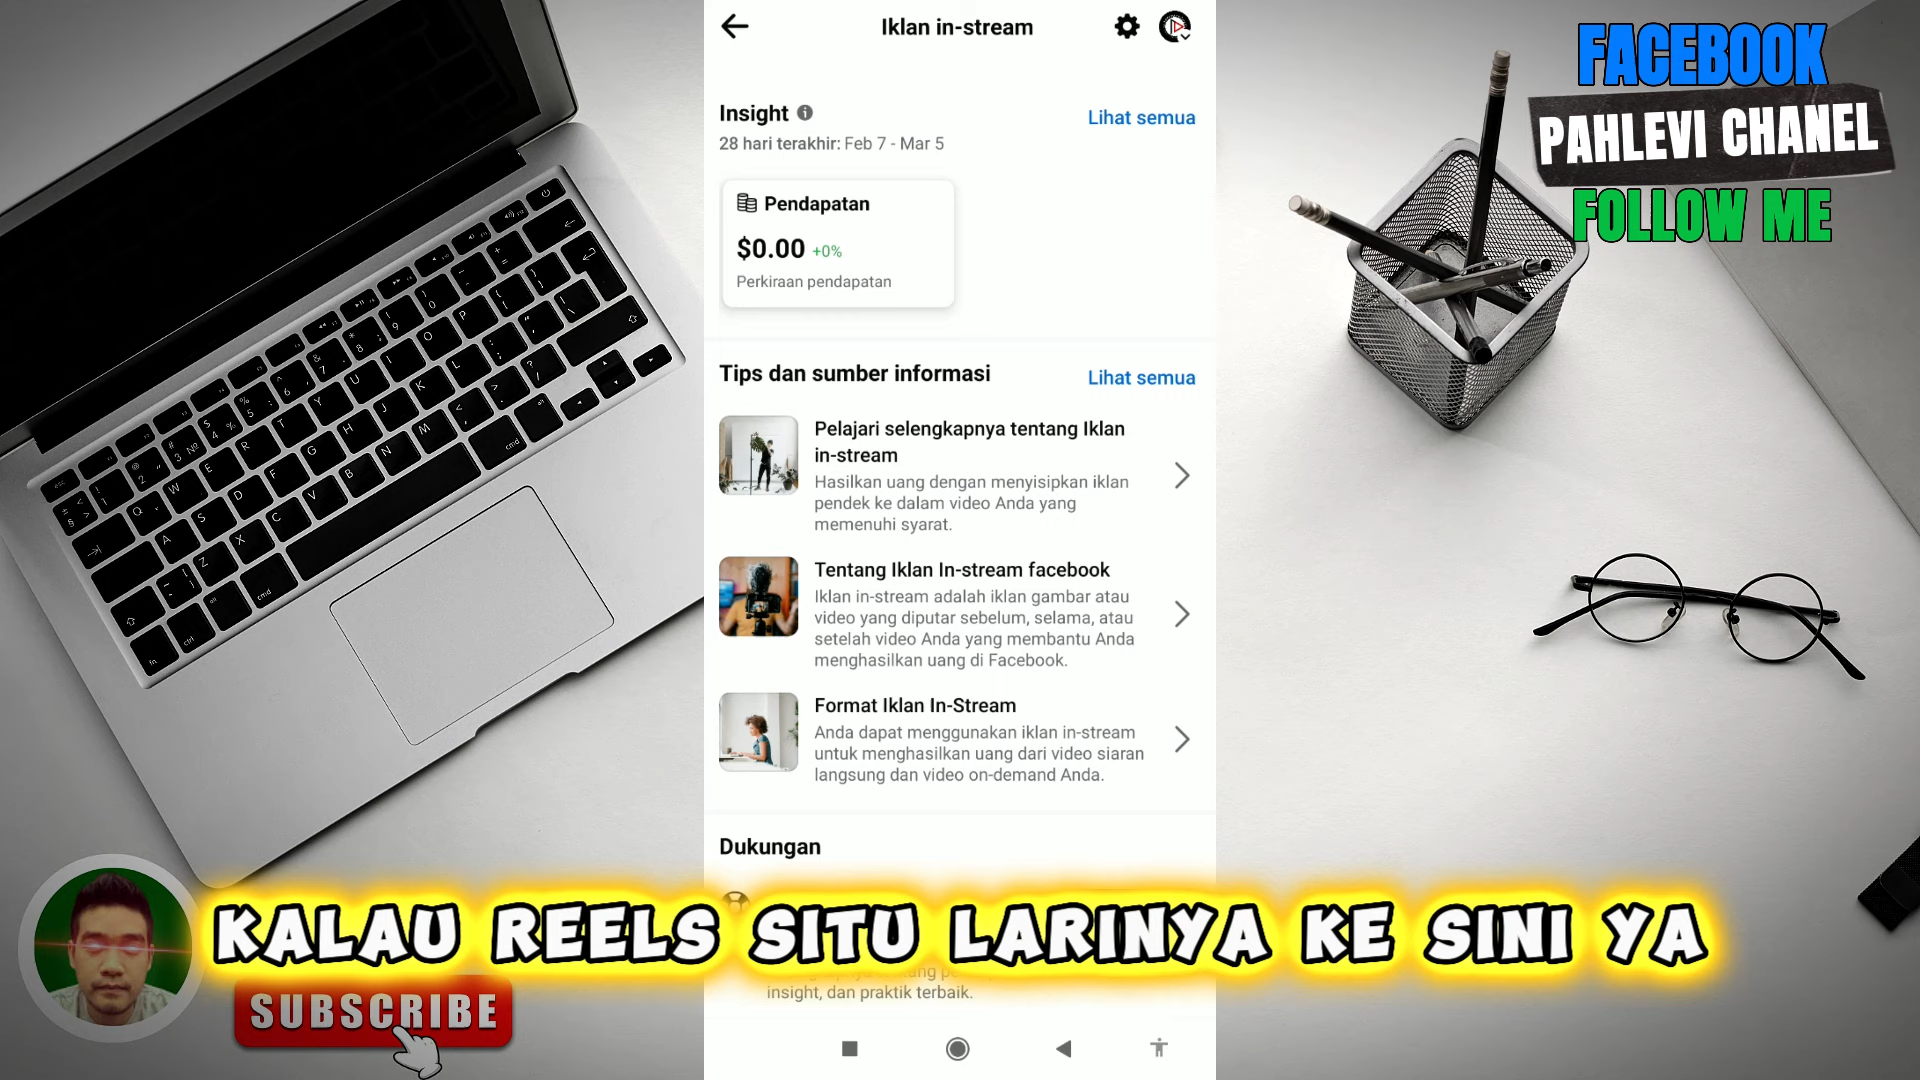 Iklan in-stream
FACEBOOK
PAHLEVI CHANEL
FOLLOW ME
Insight
Lihat semua
28 hari terakhir: Feb 7 - Mar 5
Pendapatan
$0.00 +0%
Perkiraan pendapatan
Tips dan sumber informasi
Lihat semua
Pelajari selengkapnya tentang Iklan
in-stream
Hasilkan uang dengan menyisipkan iklan
pendek ke dalam video Anda yang
memenuhi syarat.
Tentang Iklan In-stream facebook
Iklan in-stream adalah iklan gambar atau
video yang diputar sebelum, selama, atau
setelah video Anda yang membantu Anda
menghasilkan uang di Facebook.
Format Iklan In-Stream
Anda dapat menggunakan iklan in-stream
untuk menghasilkan uang dari video siaran
langsung dan video on-demand Anda.
Dukungan
KALAU REELS SITU LARINYA KE SINI YA
insight, dan praktik terbaik.
SUBSCRIBE